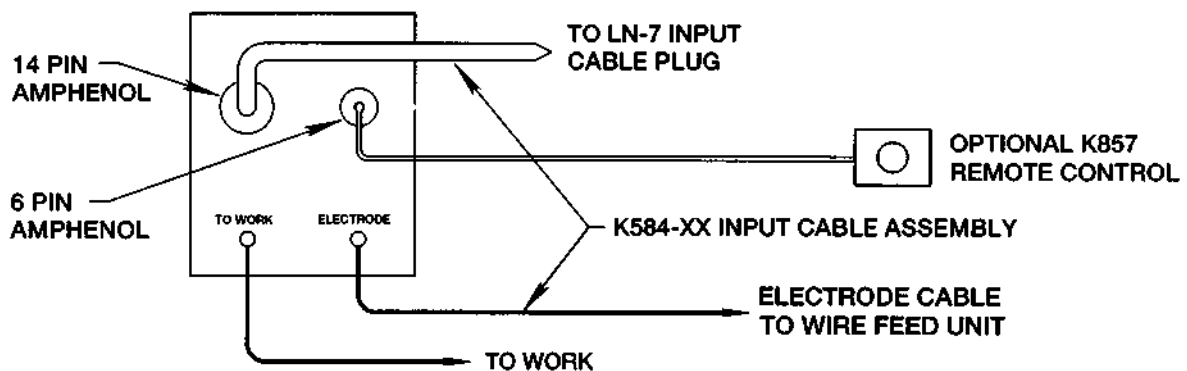 TO LN-7 INPUT
CABLE PLUG
14 PIN
AMPHENOL
OPTIONAL K857
REMOTE CONTROL
6 PIN
AMPHENOL
TO WORK
ELECTRODE
K584-XX INPUT CABLE ASSEMBLY
ELECTRODE CABLE
TO WIRE FEED UNIT
TO WORK